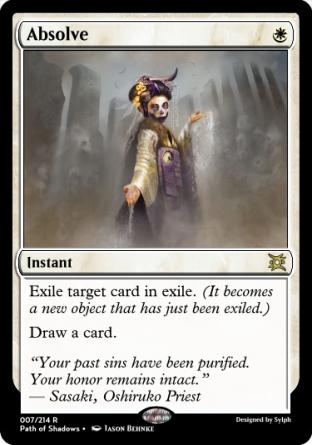 Absolve
Instant
Exile target card in exile. (It becomes
a new object that has just been exiled.)
Draw a card.
“Your past sins have been purified.
Your honor remains intact.”
— Sasaki, Oshiruko Priest
007/214 R
Designed by Sylph
Path of Shadows • Jason Behnke